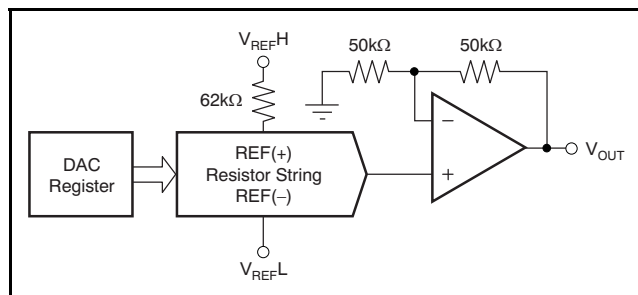 V_REFH
50kΩ
50kΩ
62kΩ
DAC
Register
REF(+)
Resistor String
REF(–)
–
+
V_OUT
V_REFL